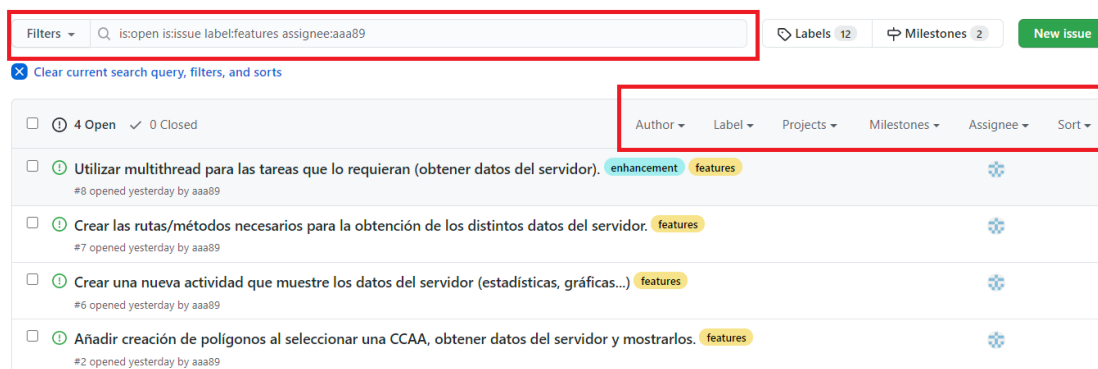 Filters is:open is:issue label:features assignee:aaa89 Labels 12 Milestones 2 New issue
Clear current search query, filters, and sorts
4 Open 0 Closed Author Label Projects Milestones Assignee Sort
Utilizar multithread para las tareas que lo requieran (obtener datos del servidor). enhancement features
#8 opened yesterday by aaa89
Crear las rutas/métodos necesarios para la obtención de los distintos datos del servidor. features
#7 opened yesterday by aaa89
Crear una nueva actividad que muestre los datos del servidor (estadísticas, gráficas...) features
#6 opened yesterday by aaa89
Añadir creación de polígonos al seleccionar una CCAA, obtener datos del servidor y mostrarlos. features
#2 opened yesterday by aaa89